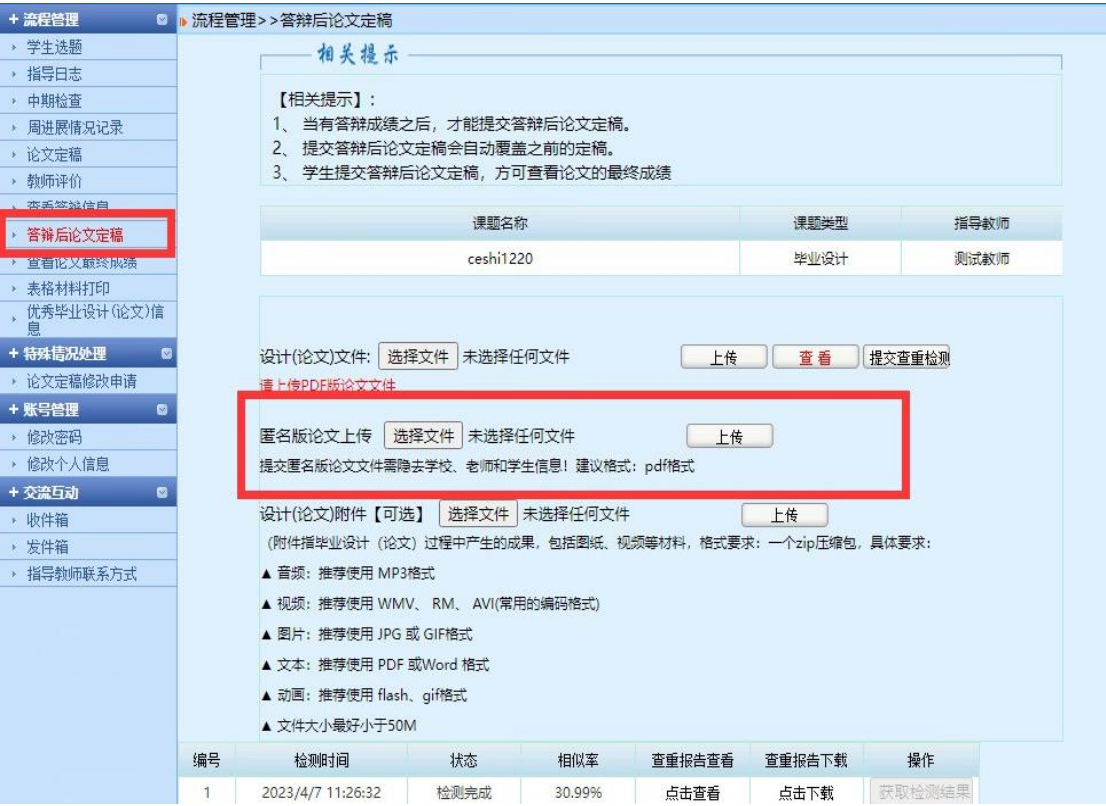 + 流程管理
学生选题
指导日志
中期检查
周进展情况记录
论文定稿
教师评价
查看答辩信息
答辩后论文定稿
查看论文最终成绩
表格材料打印
优秀毕业设计(论文)信
息
+ 特殊情况处理
论文定稿修改申请
+ 账号管理
修改密码
修改个人信息
+ 交流互动
收件箱
发件箱
指导教师联系方式
流程管理>>答辩后论文定稿
相关提示
【相关提示】:
1、 当有答辩成绩之后,才能提交答辩后论文定稿。
2、 提交答辩后论文定稿会自动覆盖之前的定稿。
3、 学生提交答辩后论文定稿,方可查看论文的最终成绩
课题名称 课题类型 指导教师
ceshi1220 毕业设计 测试教师
设计(论文)文件: 选择文件 未选择任何文件 上传 查看 提交查重检测
请上传PDF版论文文件
匿名版论文上传 选择文件 未选择任何文件 上传
提交匿名版论文文件需隐去学校、老师和学生信息!建议格式:pdf格式
设计(论文)附件【可选】 选择文件 未选择任何文件 上传
(附件指毕业设计(论文)过程中产生的成果,包括图纸、视频等材料,格式要求:一个zip压缩包,具体要求:
▲ 音频:推荐使用 MP3格式
▲ 视频:推荐使用 WMV、 RM、 AVI(常用的编码格式)
▲ 图片:推荐使用 JPG 或 GIF格式
▲ 文本:推荐使用 PDF 或Word 格式
▲ 动画:推荐使用 flash、gif格式
▲ 文件大小最好小于50M
编号 检测时间 状态 相似率 查重报告查看 查重报告下载 操作
1 2023/4/7 11:26:32 检测完成 30.99% 点击查看 点击下载 获取检测结果